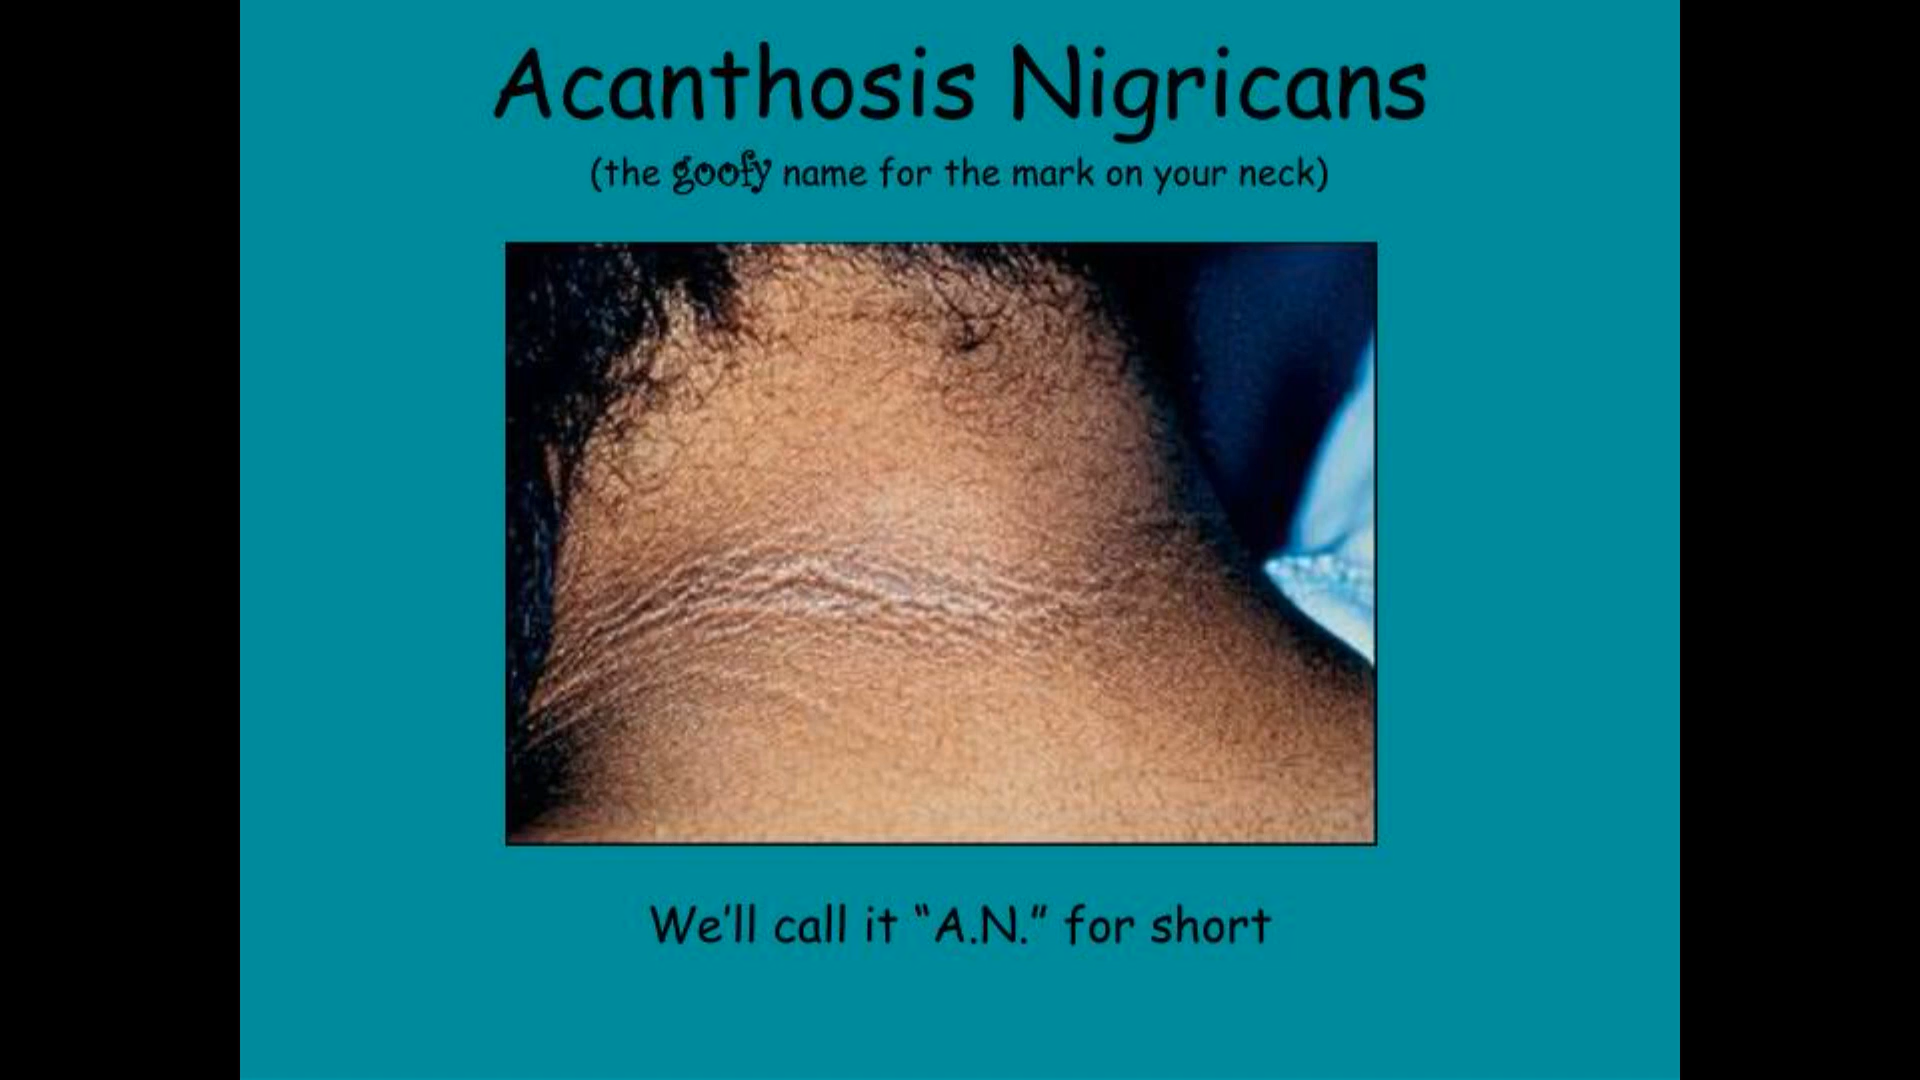 Acanthosis Nigricans
(the goofy name for the mark on your neck)
We'll call it “A.N.” for short